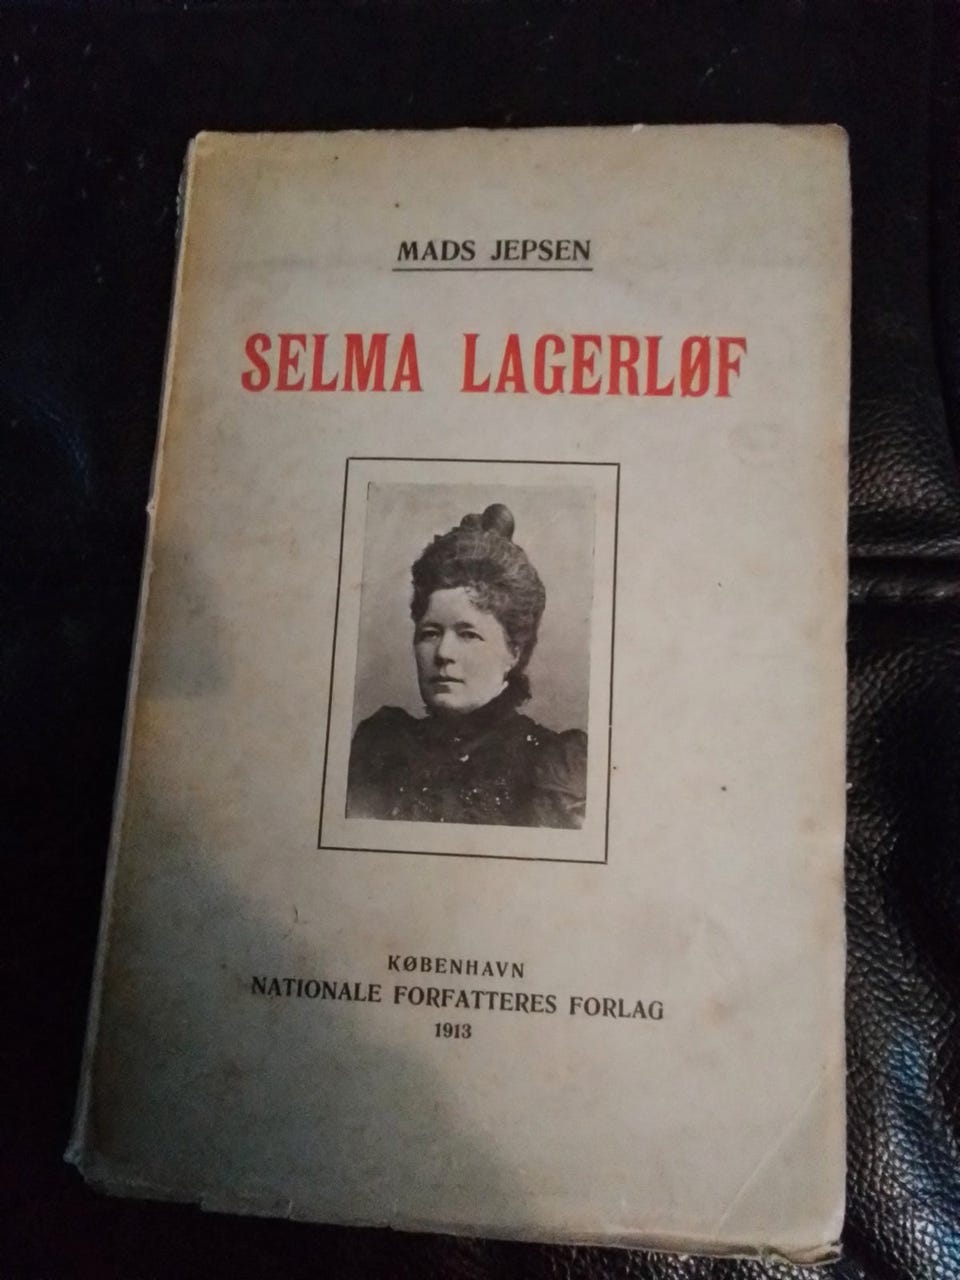 MADS JEPSEN
SELMA LAGERLØF
KØBENHAVN
NATIONALE FORFATTERES FORLAG
1913